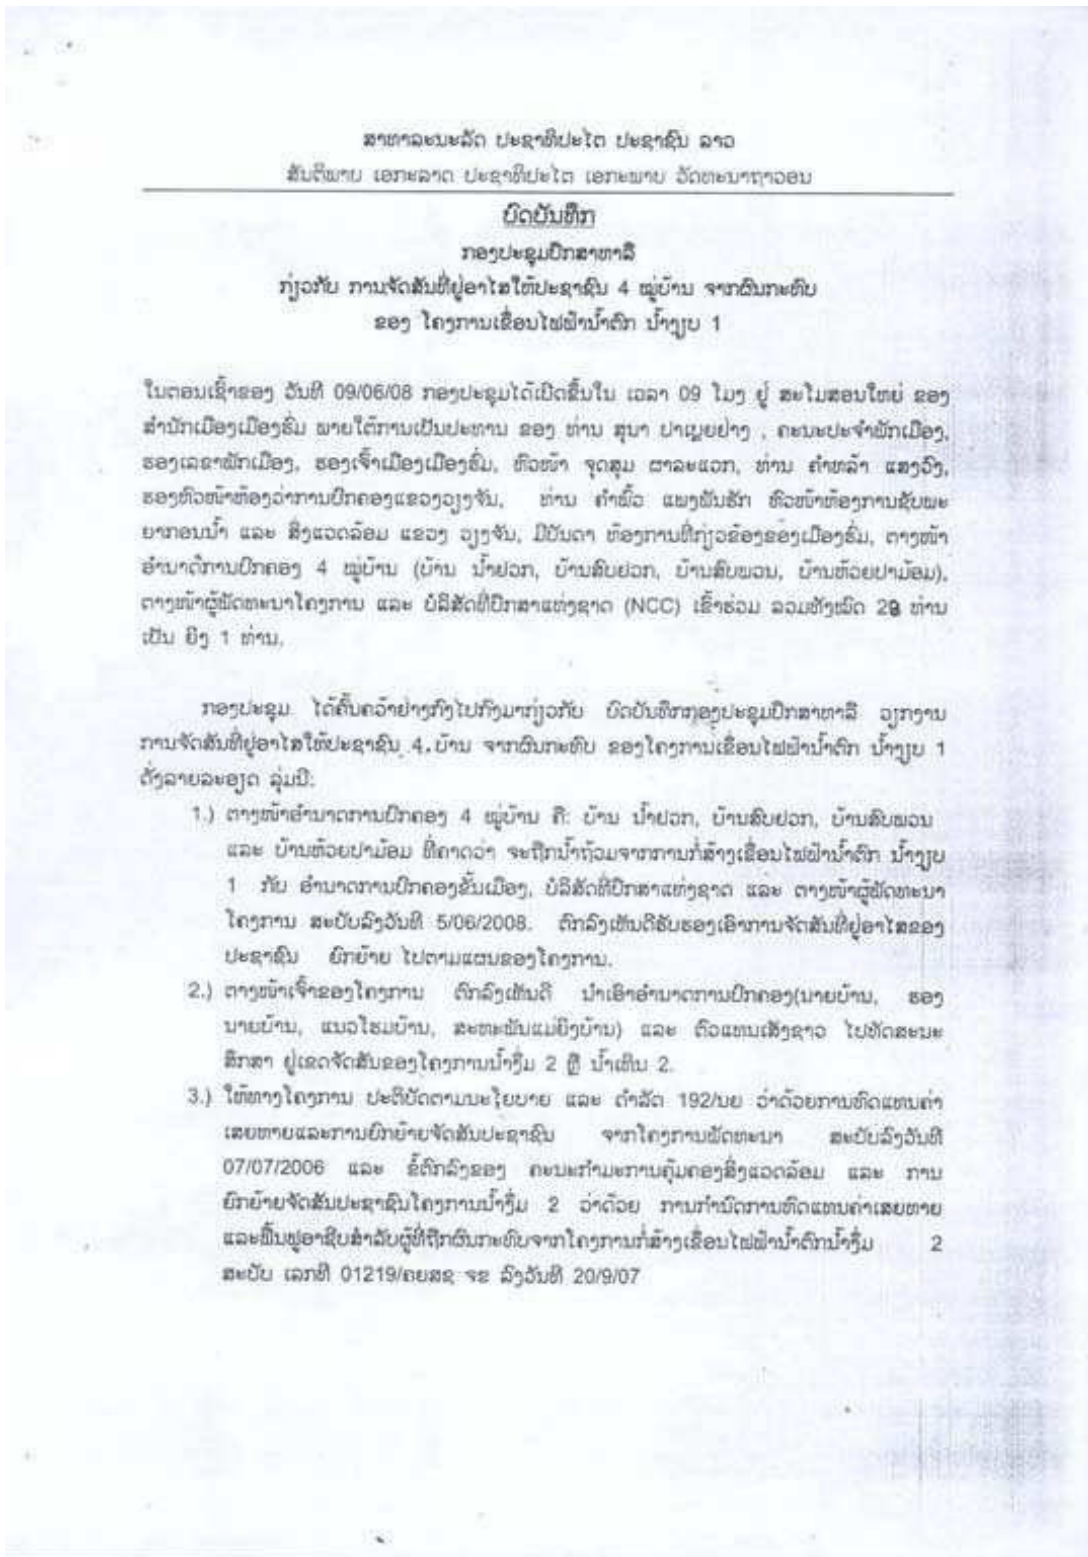 ສາທາລະນະລັດ ປະຊາທິປະໄຕ ປະຊາຊົນ ລາວ
ສັນຕິພາບ ເອກະລາດ ປະຊາທິປະໄຕ ເອກະພາບ ວັດທະນາຖາວອນ
ບົດບັນທຶກ
ກອງປະຊຸມປຶກສາຫາລື
ກ່ຽວກັບ ການຈັດສັນທີ່ຢູ່ອາໄສໃຫ້ປະຊາຊົນ 4 ໝູ່ບ້ານ ຈາກຜົນກະທົບ
ຂອງ ໂຄງການເຂື່ອນໄຟຟ້ານ້ຳຕົກ ນ້ຳງຽບ 1
ໃນຕອນເຊົ້າຂອງ ວັນທີ 09/06/08 ກອງປະຊຸມໄດ້ເປີດຂຶ້ນໃນ ເວລາ 09 ໂມງ ຢູ່ ສະໂມສອນໃຫຍ່ ຂອງ
ສຳນັກເມືອງເມືອງຮົ່ມ ພາຍໃຕ້ການເປັນປະທານ ຂອງ ທ່ານ ສຸນາ ປາເຍຍຢ່າງ , ຄະນະປະຈຳພັກເມືອງ,
ຮອງເລຂາພັກເມືອງ, ຮອງເຈົ້າເມືອງເມືອງຮົ່ມ, ຫົວໜ້າ ຈຸດສຸມ ຜາລະແວກ, ທ່ານ ຄຳຫລ້າ ແສງວົງ,
ຮອງຫົວໜ້າຫ້ອງວ່າການປົກຄອງແຂວງວຽງຈັນ, ທ່ານ ຄຳພິ້ວ ແພງພັນຮັກ ຫົວໜ້າຫ້ອງການຊັບພະ
ຍາກອນນ້ຳ ແລະ ສິ່ງແວດລ້ອມ ແຂວງ ວຽງຈັນ, ມີບັນດາ ຫ້ອງການທີ່ກ່ຽວຂ້ອງຂອງເມືອງຮົ່ມ, ຕາງໜ້າ
ອຳນາດການປົກຄອງ 4 ໝູ່ບ້ານ (ບ້ານ ນ້ຳຢວກ, ບ້ານສົບຢວກ, ບ້ານສົບພວນ, ບ້ານຫ້ວຍປາມ້ອມ),
ຕາງໜ້າຜູ້ພັດທະນາໂຄງການ ແລະ ບໍລິສັດທີ່ປຶກສາແຫ່ງຊາດ (NCC) ເຂົ້າຮ່ວມ ລວມທັງໝົດ ທ່ານ
ເປັນ ຍິງ 1 ທ່ານ.
ກອງປະຊຸມ ໄດ້ຄົ້ນຄວ້າຢ່າງກົງໄປກົງມາກ່ຽວກັບ ບົດບັນທຶກກອງປະຊຸມປຶກສາຫາລື ວຽກງານ
ການຈັດສັນທີ່ຢູ່ອາໄສໃຫ້ປະຊາຊົນ 4 ບ້ານ ຈາກຜົນກະທົບ ຂອງໂຄງການເຂື່ອນໄຟຟ້ານ້ຳຕົກ ນ້ຳງຽບ 1
ດັ່ງລາຍລະອຽດ ລຸ່ມນີ້:
1.) ຕາງໜ້າອຳນາດການປົກຄອງ 4 ໝູ່ບ້ານ ຄື: ບ້ານ ນ້ຳຢວກ, ບ້ານສົບຢວກ, ບ້ານສົບພວນ
ແລະ ບ້ານຫ້ວຍປາມ້ອມ ທີ່ຄາດວ່າ ຈະຖືກນ້ຳຖ້ວມຈາກການກໍ່ສ້າງເຂື່ອນໄຟຟ້ານ້ຳຕົກ ນ້ຳງຽບ
1 ກັບ ອຳນາດການປົກຄອງຂັ້ນເມືອງ, ບໍລິສັດທີ່ປຶກສາແຫ່ງຊາດ ແລະ ຕາງໜ້າຜູ້ພັດທະນາ
ໂຄງການ ສະບັບລົງວັນທີ 5/06/2008. ຕົກລົງເຫັນດີຮັບຮອງເອົາການຈັດສັນທີ່ຢູ່ອາໄສຂອງ
ປະຊາຊົນ ຍົກຍ້າຍ ໄປຕາມແຜນຂອງໂຄງການ.
2.) ຕາງໜ້າເຈົ້າຂອງໂຄງການ ຕົກລົງເຫັນດີ ນຳເອົາອຳນາດການປົກຄອງ(ນາຍບ້ານ, ຮອງ
ນາຍບ້ານ, ແນວໂຮມບ້ານ, ສະຫະພັນແມ່ຍິງບ້ານ) ແລະ ຕົວແທນເສັງຊາວ ໄປທັດສະນະ
ສຶກສາ ຢູ່ເຂດຈັດສັນຂອງໂຄງການນ້ຳງື່ມ 2 ຫຼື ນ້ຳເທີນ 2.
3.) ໃຫ້ທາງໂຄງການ ປະຕິບັດຕາມນະໂຍບາຍ ແລະ ດຳລັດ 192/ນຍ ວ່າດ້ວຍການທົດແທນຄ່າ
ເສຍຫາຍແລະການຍົກຍ້າຍຈັດສັນປະຊາຊົນ ຈາກໂຄງການພັດທະນາ ສະບັບລົງວັນທີ
07/07/2006 ແລະ ຂໍ້ຕົກລົງຂອງ ຄະນະກຳມະການຄຸ້ມຄອງສິ່ງແວດລ້ອມ ແລະ ການ
ຍົກຍ້າຍຈັດສັນປະຊາຊົນໂຄງການນ້ຳງື່ມ 2 ວ່າດ້ວຍ ການກຳນົດການທົດແທນຄ່າເສຍຫາຍ
ແລະຟື້ນຟູອາຊີບສຳລັບຜູ້ທີ່ຖືກຜົນກະທົບຈາກໂຄງການກໍ່ສ້າງເຂື່ອນໄຟຟ້ານ້ຳຕົກນ້ຳງື່ມ 2
ສະບັບ ເລກທີ 01219/ຄຍສຊ ຈຂ ລົງວັນທີ 20/9/07